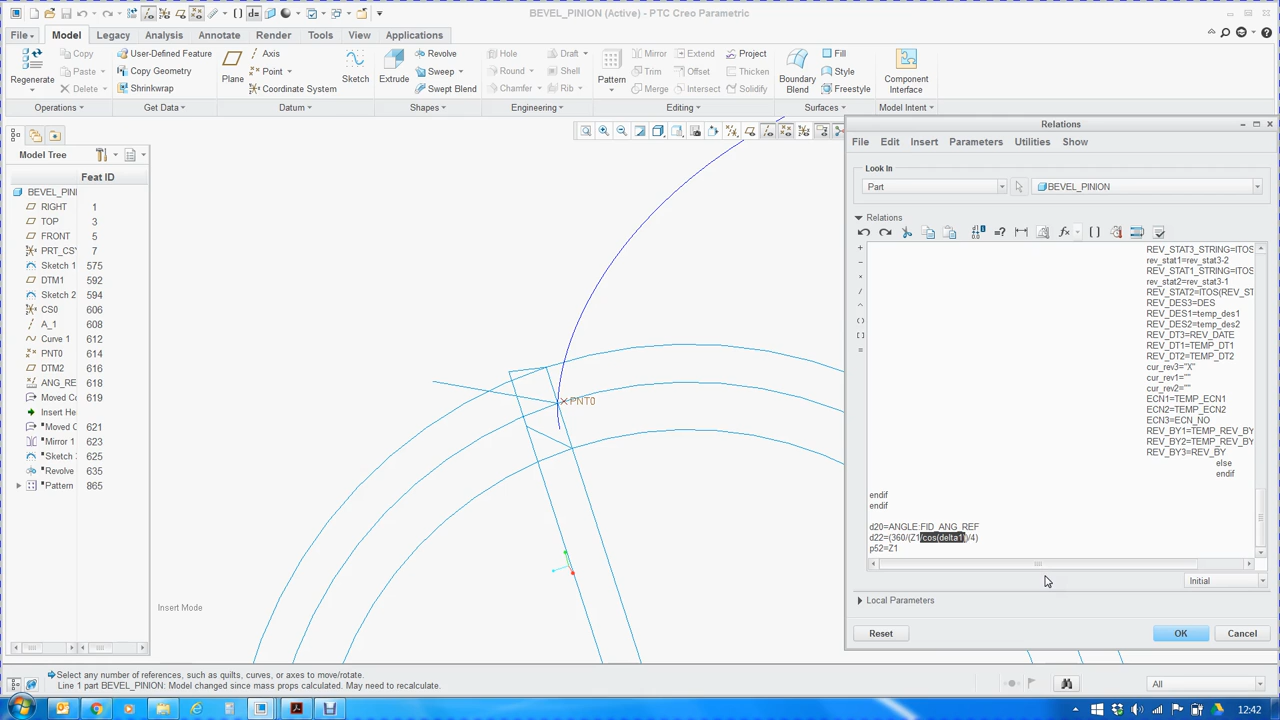 BEVEL_PINION (Active) - PTC Creo Parametric
File Model Legacy Analysis Annotate Render Tools View Applications
Regenerate
Copy
Paste
Delete
User-Defined Feature
Copy Geometry
Shrinkwrap
Plane
Axis
Point
Coordinate System
Sketch
Extrude
Revolve
Sweep
Swept Blend
Hole
Round
Chamfer
Draft
Shell
Rib
Pattern
Mirror
Trim
Merge
Extend
Offset
Intersect
Project
Thicken
Solidify
Boundary
Blend
Fill
Style
Freestyle
Component
Interface
Operations Get Data Datum Shapes Engineering Editing Surfaces Model Intent
Model Tree
Feat ID
BEVEL_PINI
RIGHT 1
TOP 3
FRONT 5
PRT_CSY 7
Sketch 1 575
DTM1 592
Sketch 2 594
CS0 606
A_1 608
Curve 1 612
PNT0 614
DTM2 616
ANG_RE 618
Moved C 619
Insert He
Moved C 621
Mirror 1 623
Sketch 635
Revolve 635
Pattern 865
PNT0
Insert Mode
Relations
File Edit Insert Parameters Utilities Show
Look In
Part
BEVEL_PINION
Relations
REV_STAT3_STRING=ITOS
rev_stat1=rev_stat3-2
REV_STAT1_STRING=ITOS
rev_stat2=rev_stat3-1
REV_STAT2=ITOS(REV_ST
REV_DES3=DES
REV_DES1=temp_des1
REV_DES2=temp_des2
REV_DT3=REV_DATE
REV_DT1=TEMP_DT1
REV_DT2=TEMP_DT2
cur_rev3="X"
cur_rev1=""
cur_rev2=""
ECN1=TEMP_ECN1
ECN2=TEMP_ECN2
ECN3=ECN_NO
REV_BY1=TEMP_REV_BY
REV_BY2=TEMP_REV_BY
REV_BY3=REV_BY
else
endif
endif
endif
d20=ANGLE:FID_ANG_REF
d22=(360/(Z1/cos(delta1))/4)
p52=Z1
Initial
Local Parameters
Reset
OK
Cancel
Select any number of references, such as quilts, curves, or axes to move/rotate.
Line 1 part BEVEL_PINION: Model changed since mass props calculated. May need to recalculate.
All
12:42